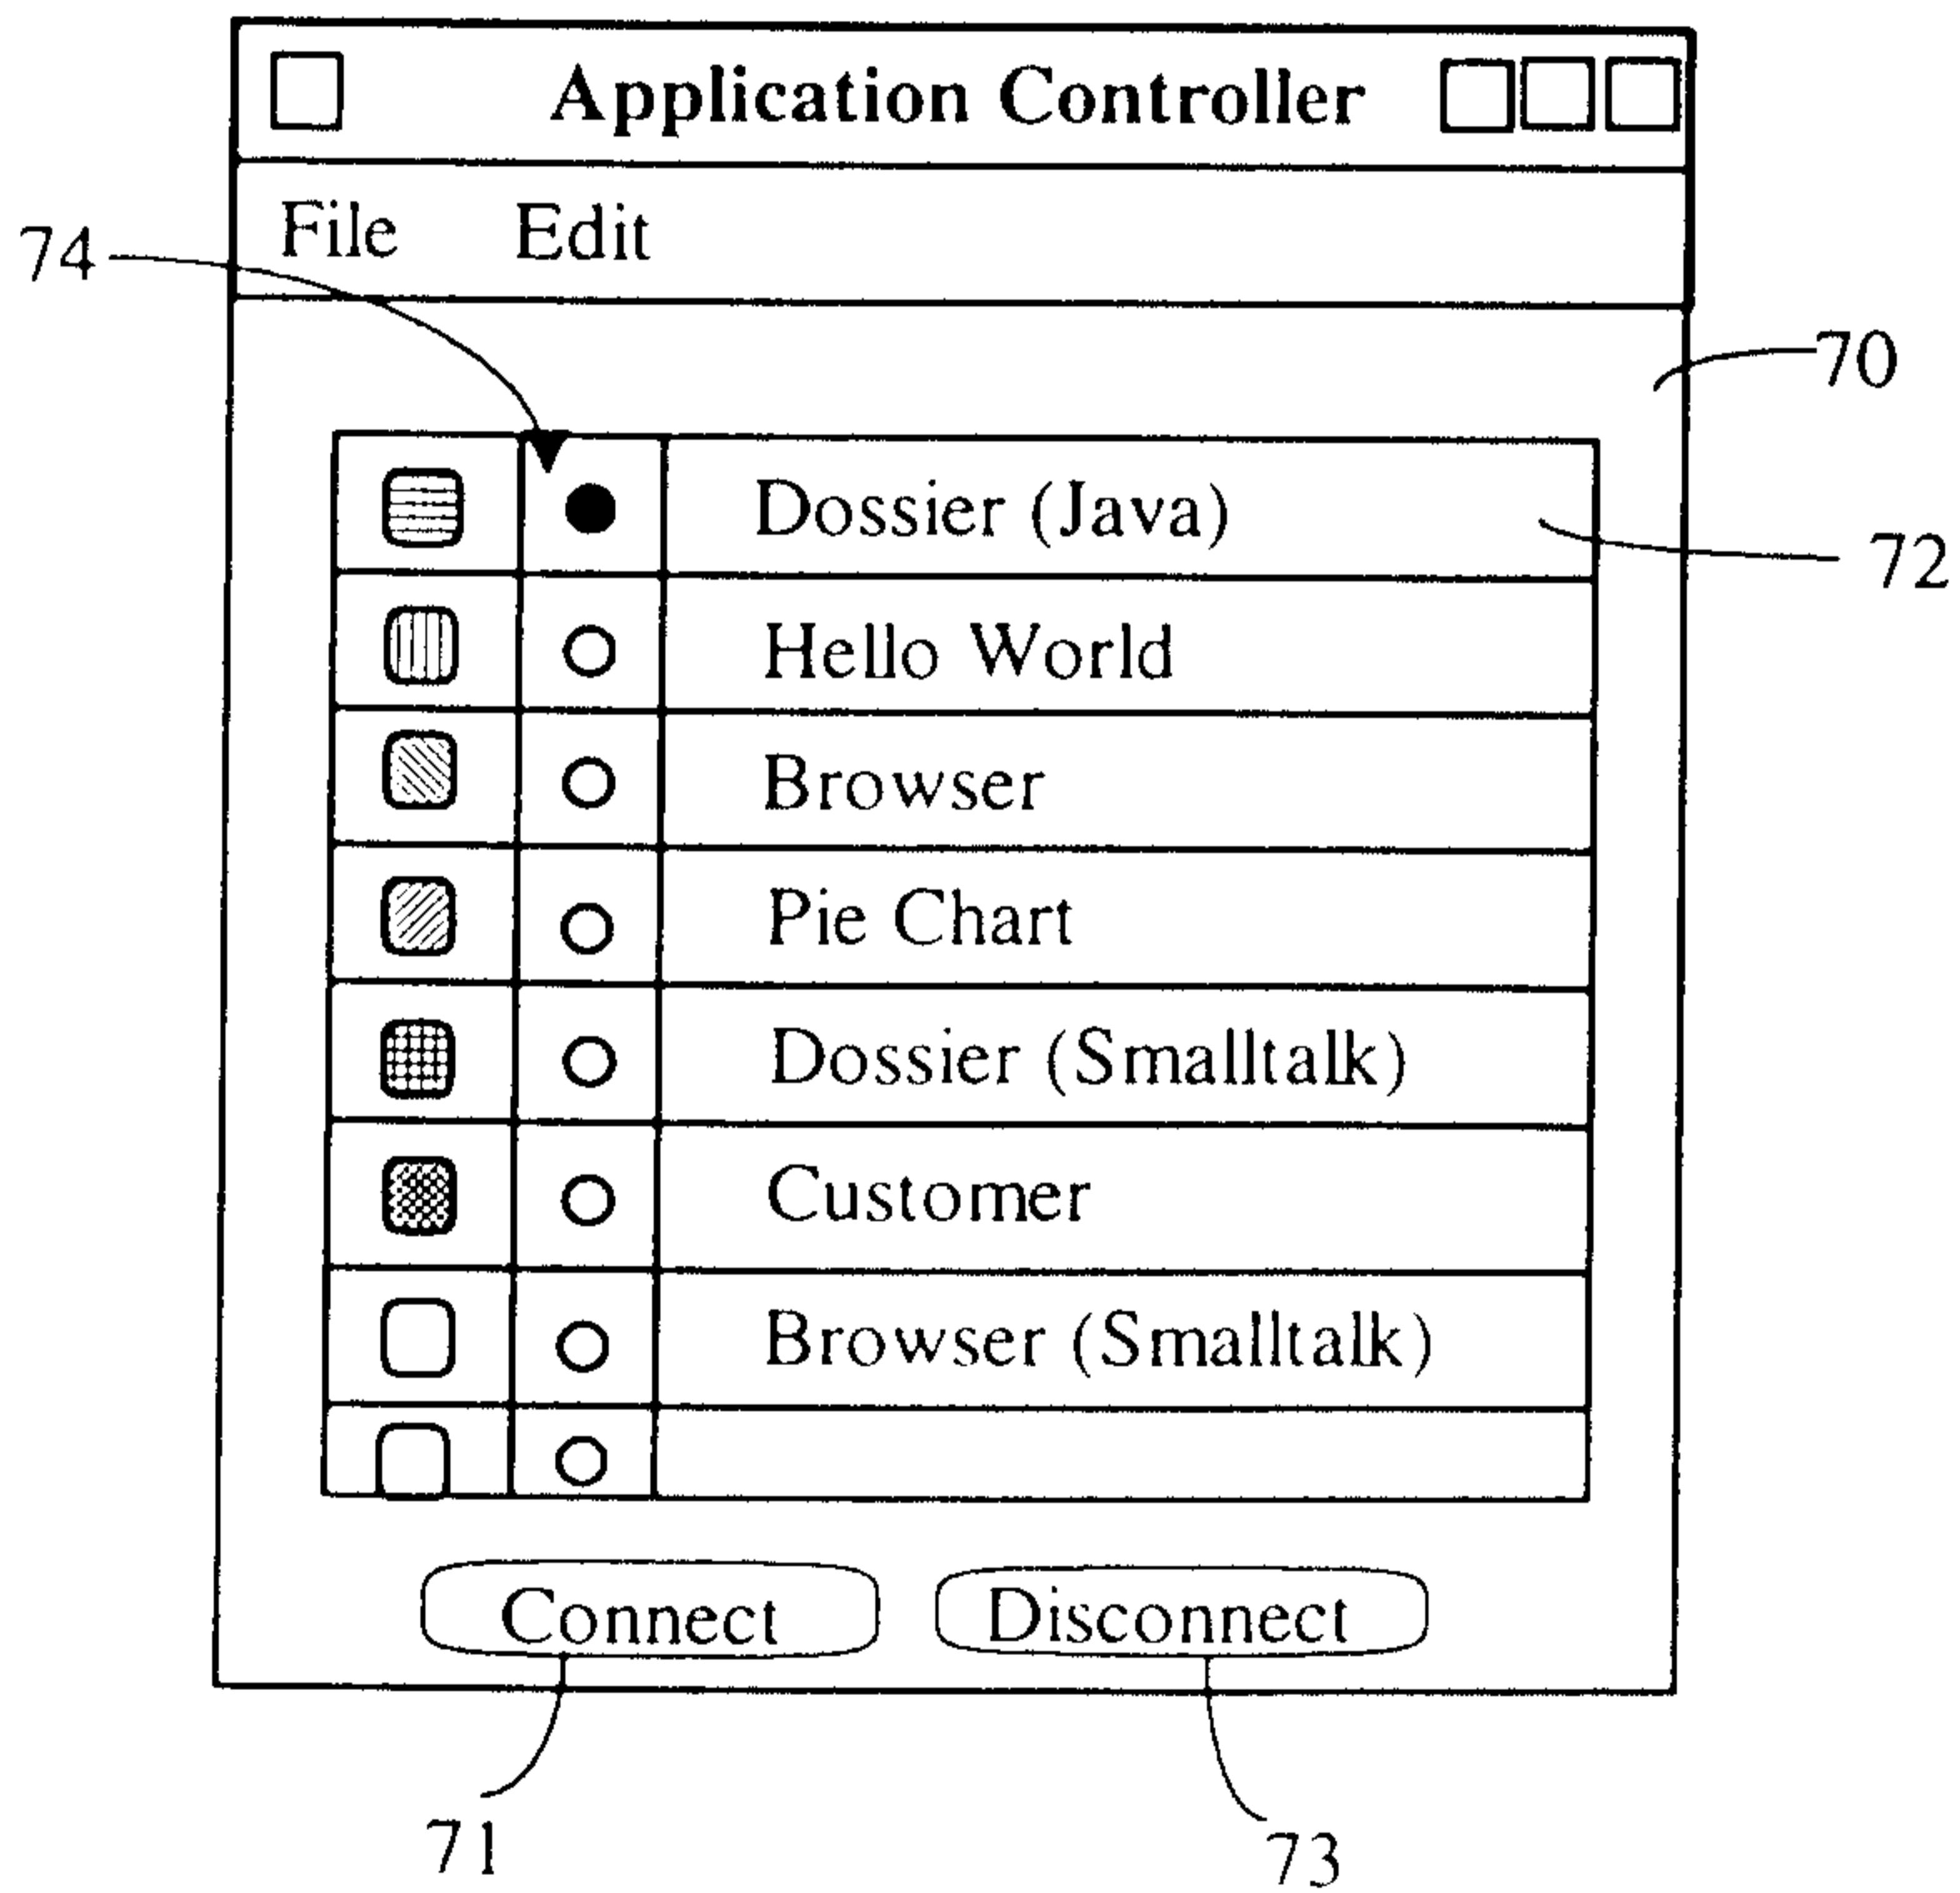 Application Controller
File Edit
74
70
Dossier (Java)
72
Hello World
Browser
Pie Chart
Dossier (Smalltalk)
Customer
Browser (Smalltalk)
Connect Disconnect
71
73